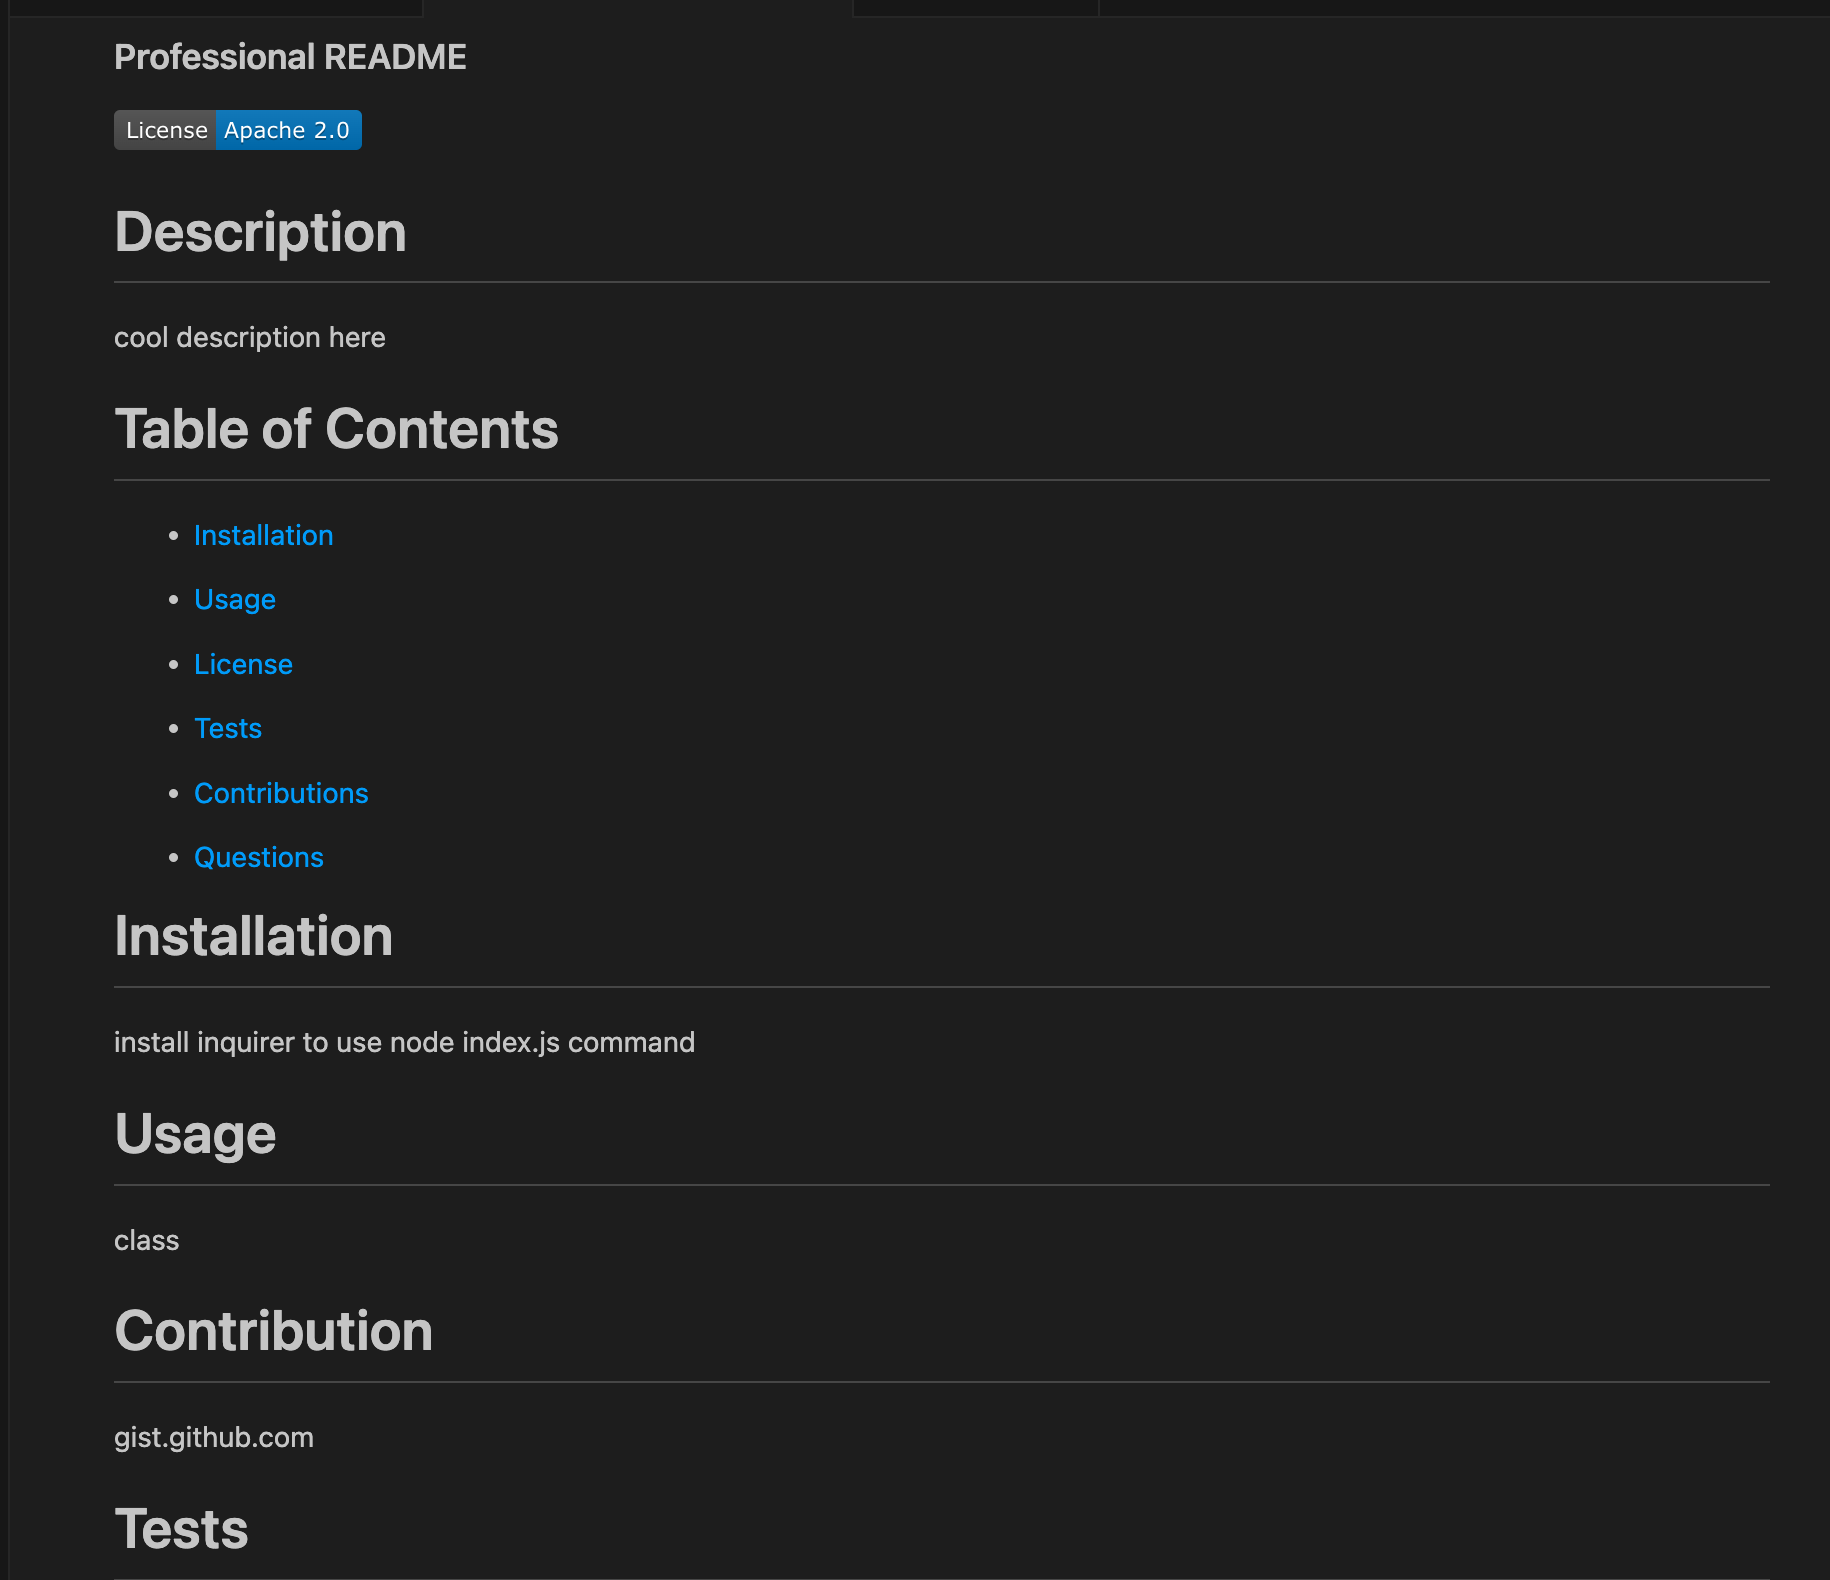 Professional README
License Apache 2.0
Description
cool description here
Table of Contents
Installation
Usage
License
Tests
Contributions
Questions
Installation
install inquirer to use node index.js command
Usage
class
Contribution
gist.github.com
Tests